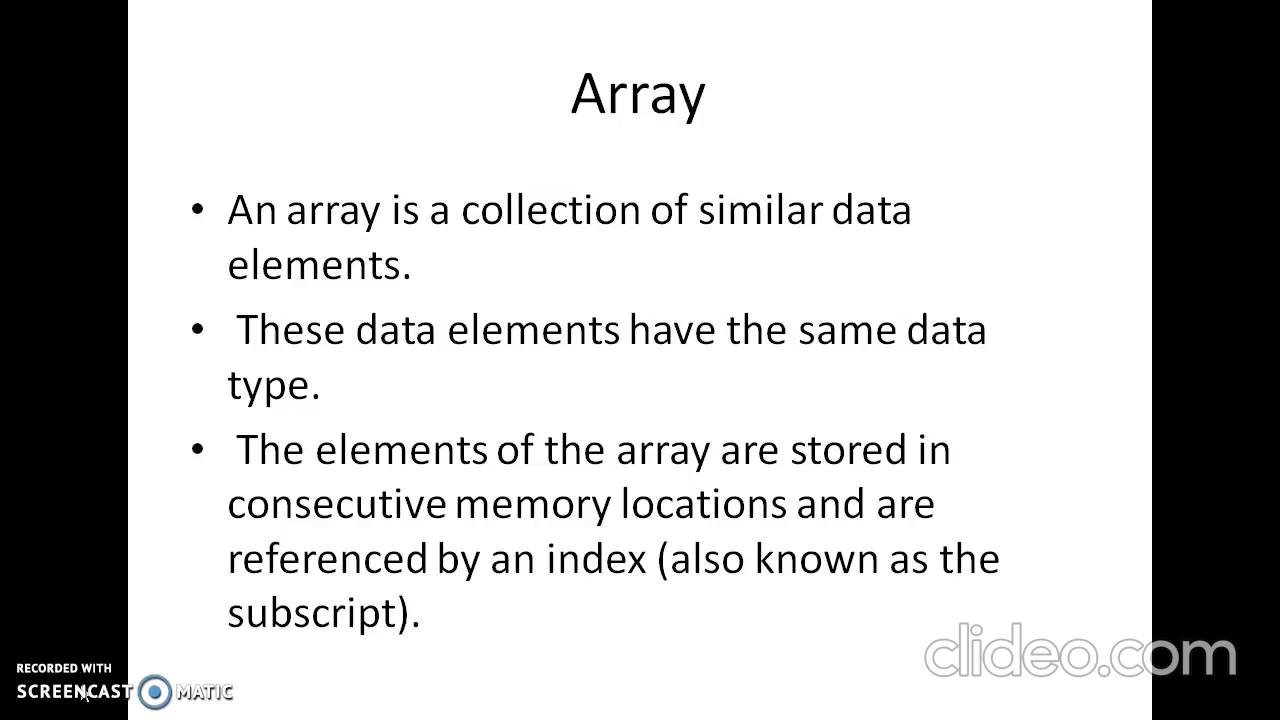 Array
• An array is a collection of similar data
elements.
• These data elements have the same data
type.
• The elements of the array are stored in
consecutive memory locations and are
referenced by an index (also known as the
subscript).
clideo.com
RECORDED WITH
SCREENCAST MATIC